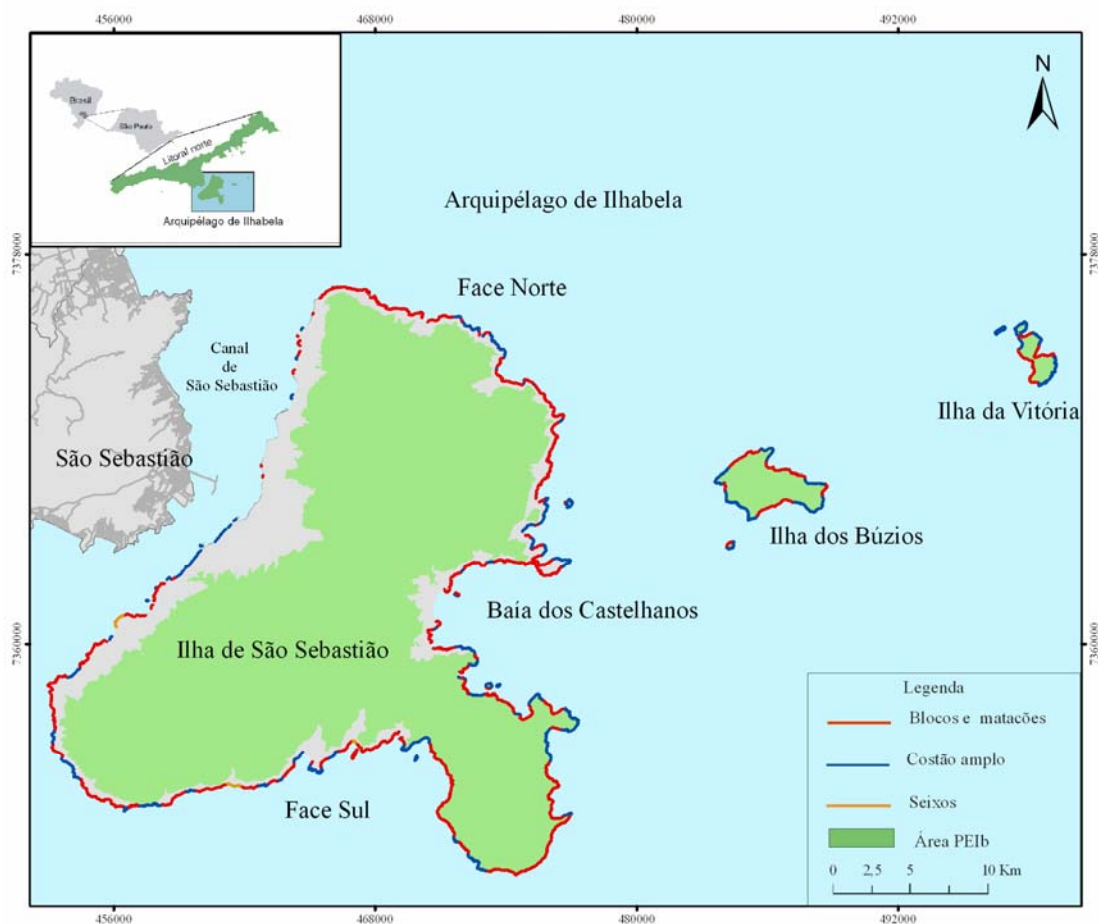 456000
468000
480000
492000
Brasil
São Paulo
Litoral norte
Arquipélago de Ilhabela
N
Arquipélago de Ilhabela
7378000
7378000
Face Norte
Canal
de
São Sebastião
Ilha da Vitória
São Sebastião
Ilha dos Búzios
Baía dos Castelhanos
7360000
7360000
Ilha de São Sebastião
Face Sul
Legenda
Blocos e matacões
Costão amplo
Seixos
Área PEIb
0 2,5 5 10 Km
456000
468000
480000
492000